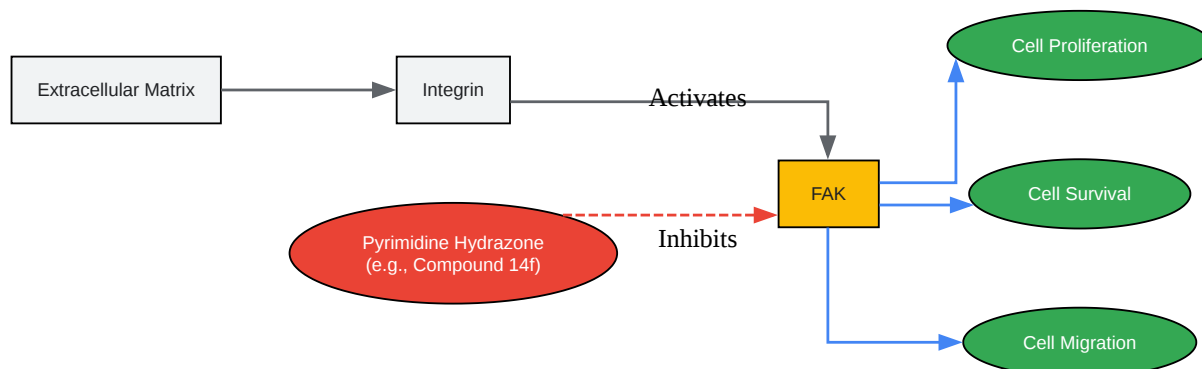 Cell Proliferation
Extracellular Matrix
Integrin
Activates
FAK
Cell Survival
Pyrimidine Hydrazone
(e.g., Compound 14f)
Inhibits
Cell Migration